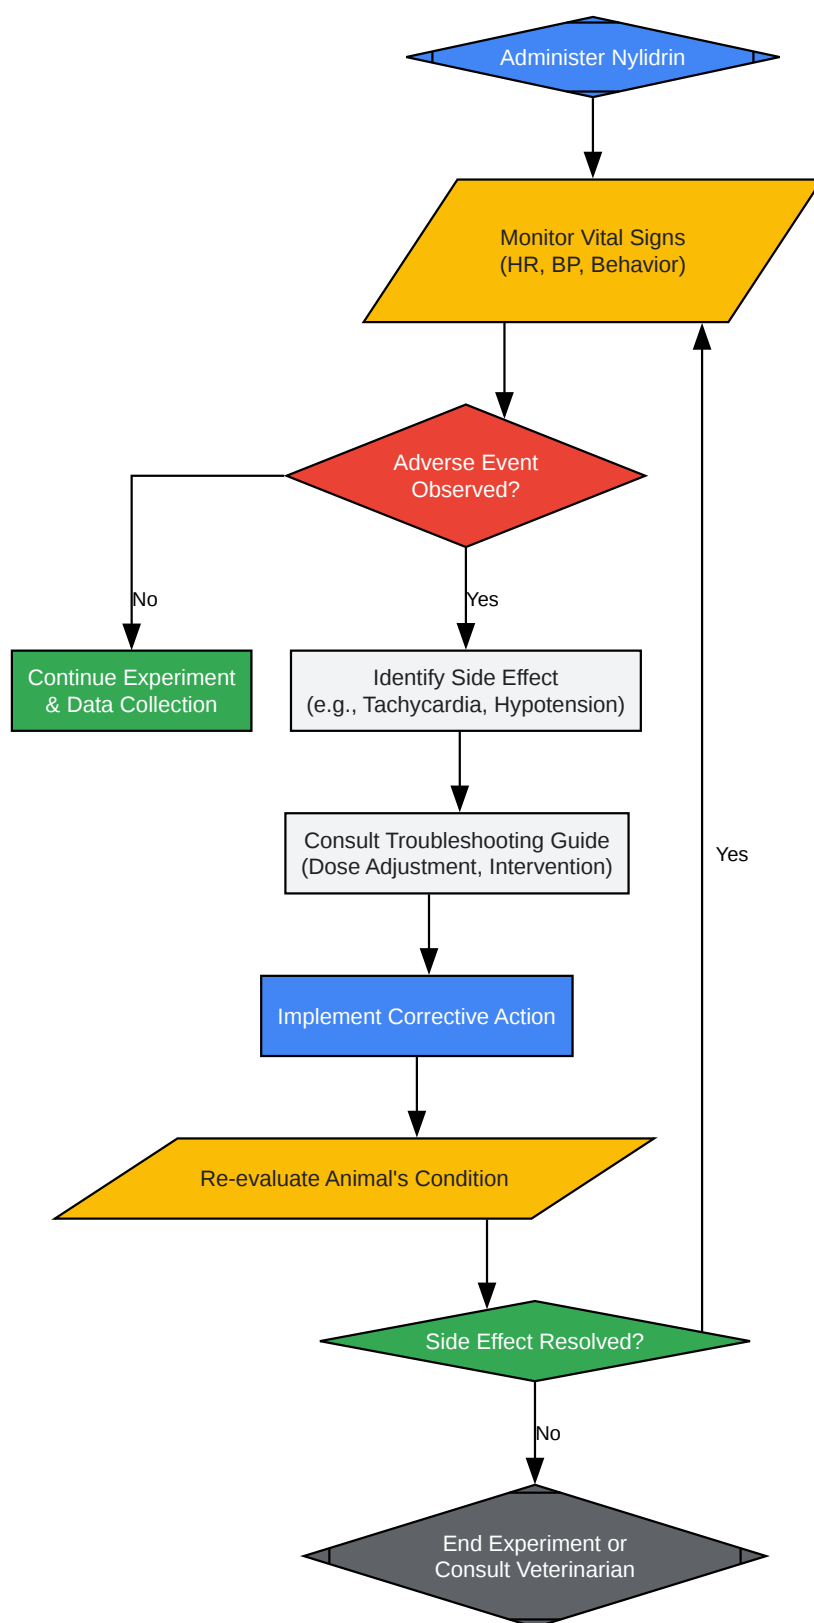 Administer Nylidrin
Monitor Vital Signs
(HR, BP, Behavior)
Adverse Event
Observed?
No
Yes
Continue Experiment
& Data Collection
Identify Side Effect
(e.g., Tachycardia, Hypotension)
Consult Troubleshooting Guide
(Dose Adjustment, Intervention)
Yes
Implement Corrective Action
Re-evaluate Animal's Condition
Side Effect Resolved?
No
End Experiment or
Consult Veterinarian